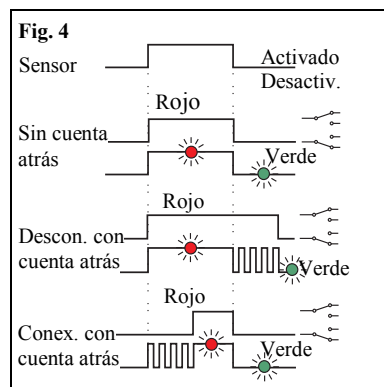 Fig. 4
Sensor
Activado
Desactiv.
Rojo
Sin cuenta
atrás
Verde
Rojo
Descon. con
cuenta atrás
Verde
Rojo
Conex. con
cuenta atrás
Verde